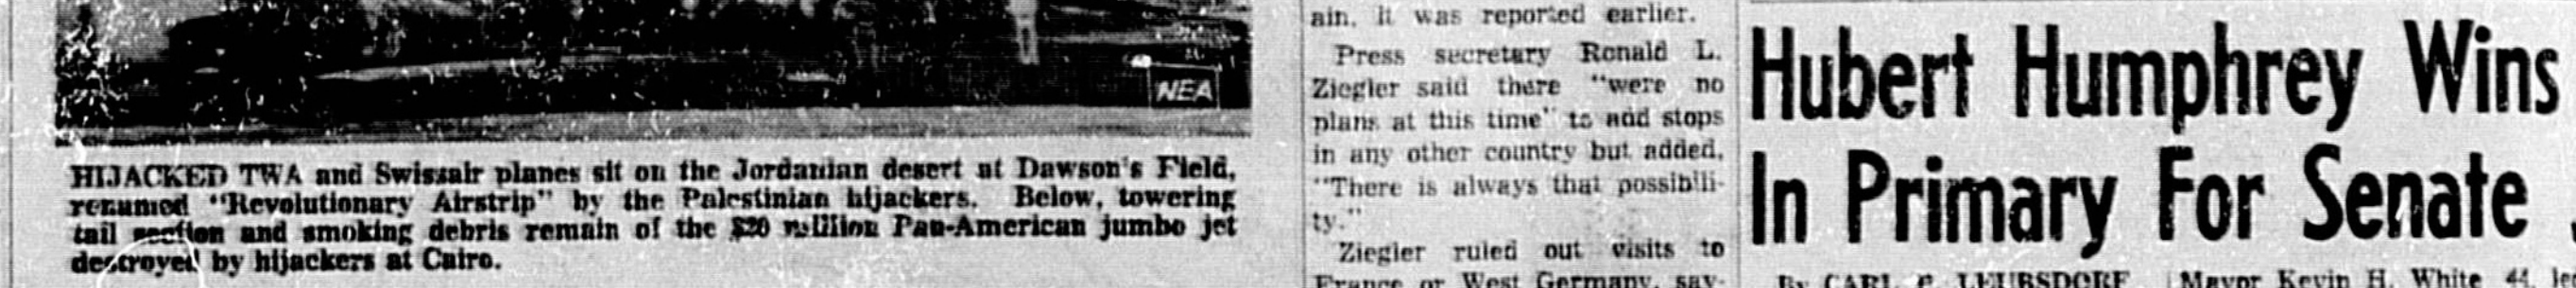 NEA
HIJACKED TWA and Swissair planes sit on the Jordanian desert at Dawson's Field,
renamed "Revolutionary Airstrip" by the Palestinian hijackers. Below, towering
tail section and smoking debris remain of the $20 million Pan-American jumbo jet
destroyed by hijackers at Cairo.
ain, it was reported earlier.
Press secretary Ronald L.
Ziegler said there "were no
plans at this time" to add stops
in any other country but added,
"There is always that possibili-
ty."
Ziegler ruled out visits to
France or West Germany, say-
Hubert Humphrey Wins
In Primary For Senate
By CARL P. LEUBSDORF
Mayor Kevin H. White, 44,